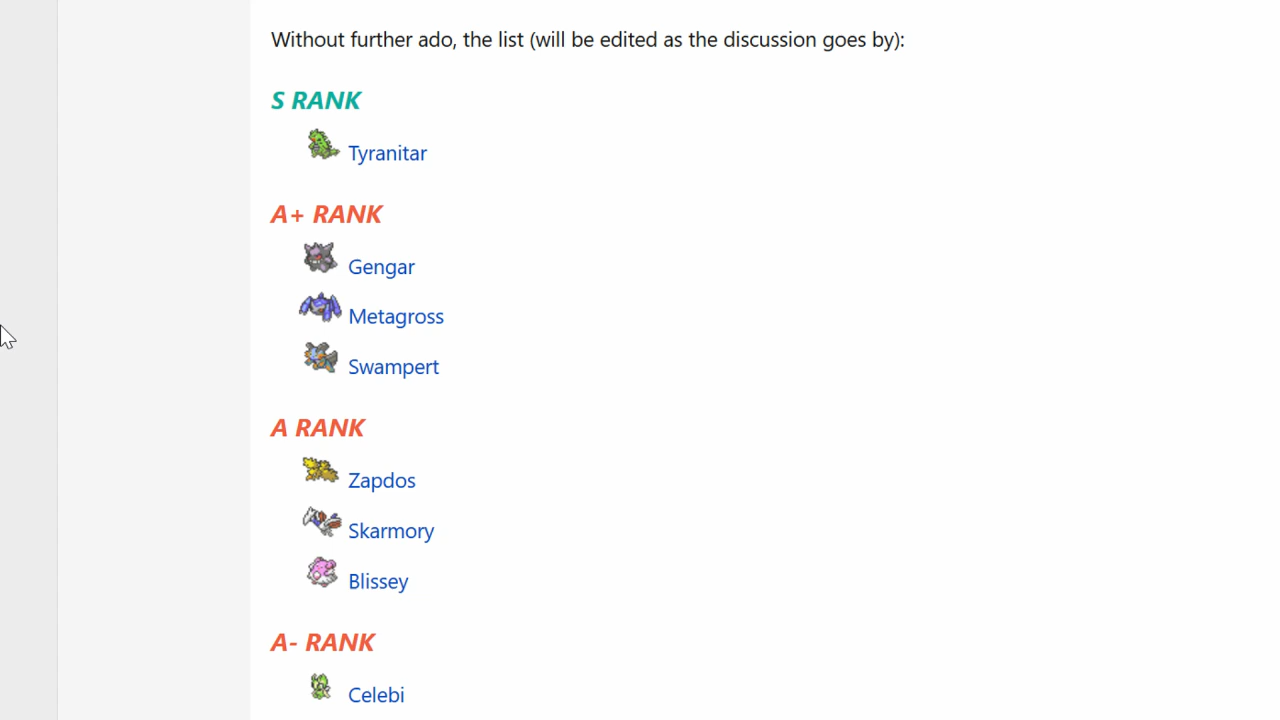 Without further ado, the list (will be edited as the discussion goes by):
S RANK
Tyranitar
A+ RANK
Gengar
Metagross
Swampert
A RANK
Zapdos
Skarmory
Blissey
A- RANK
Celebi